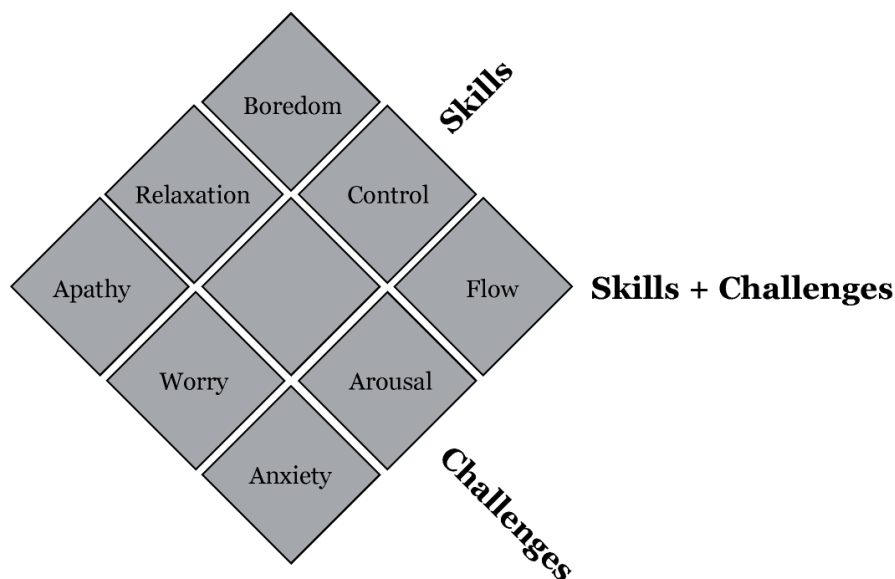 Boredom
Skills
Relaxation
Control
Apathy
Flow
Skills + Challenges
Worry
Arousal
Anxiety
Challenges